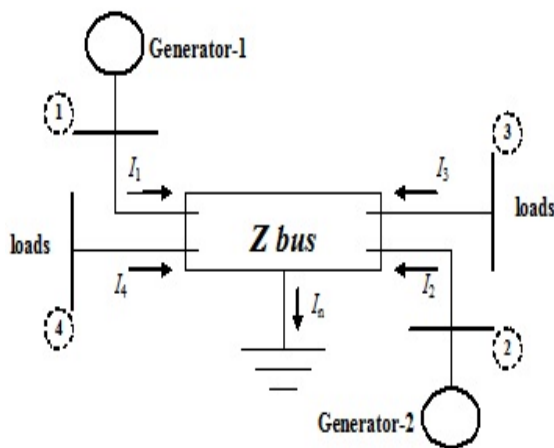 Generator-1
1
3
I1
I3
loads
Z bus
loads
I4
I2
In
4
2
Generator-2